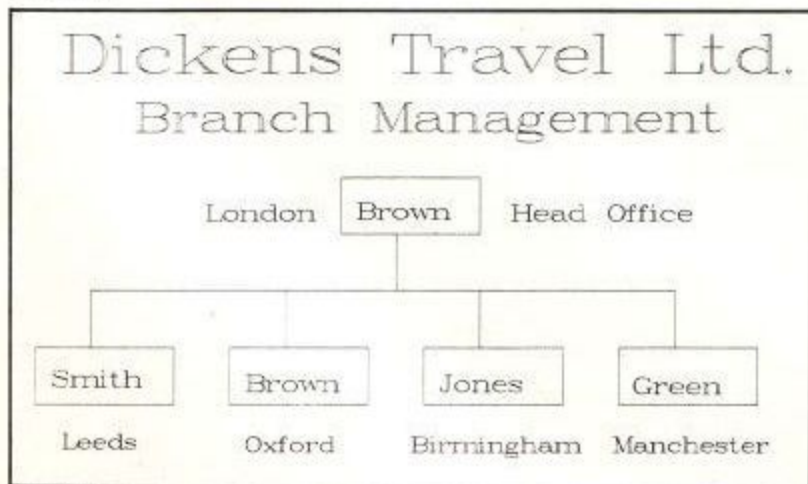 Dickens Travel Ltd.
Branch Management
London Brown Head Office
Smith Brown Jones Green
Leeds Oxford Birmingham Manchester